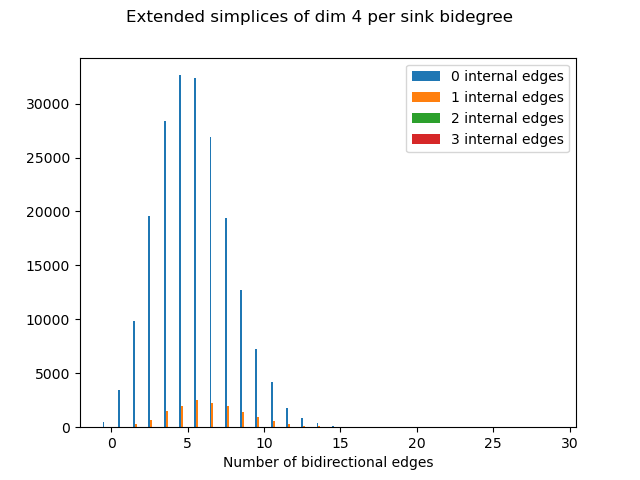 Extended simplices of dim 4 per sink bidegree
0 internal edges
1 internal edges
2 internal edges
3 internal edges
30000
25000
20000
15000
10000
5000
0
0 5 10 15 20 25 30
Number of bidirectional edges